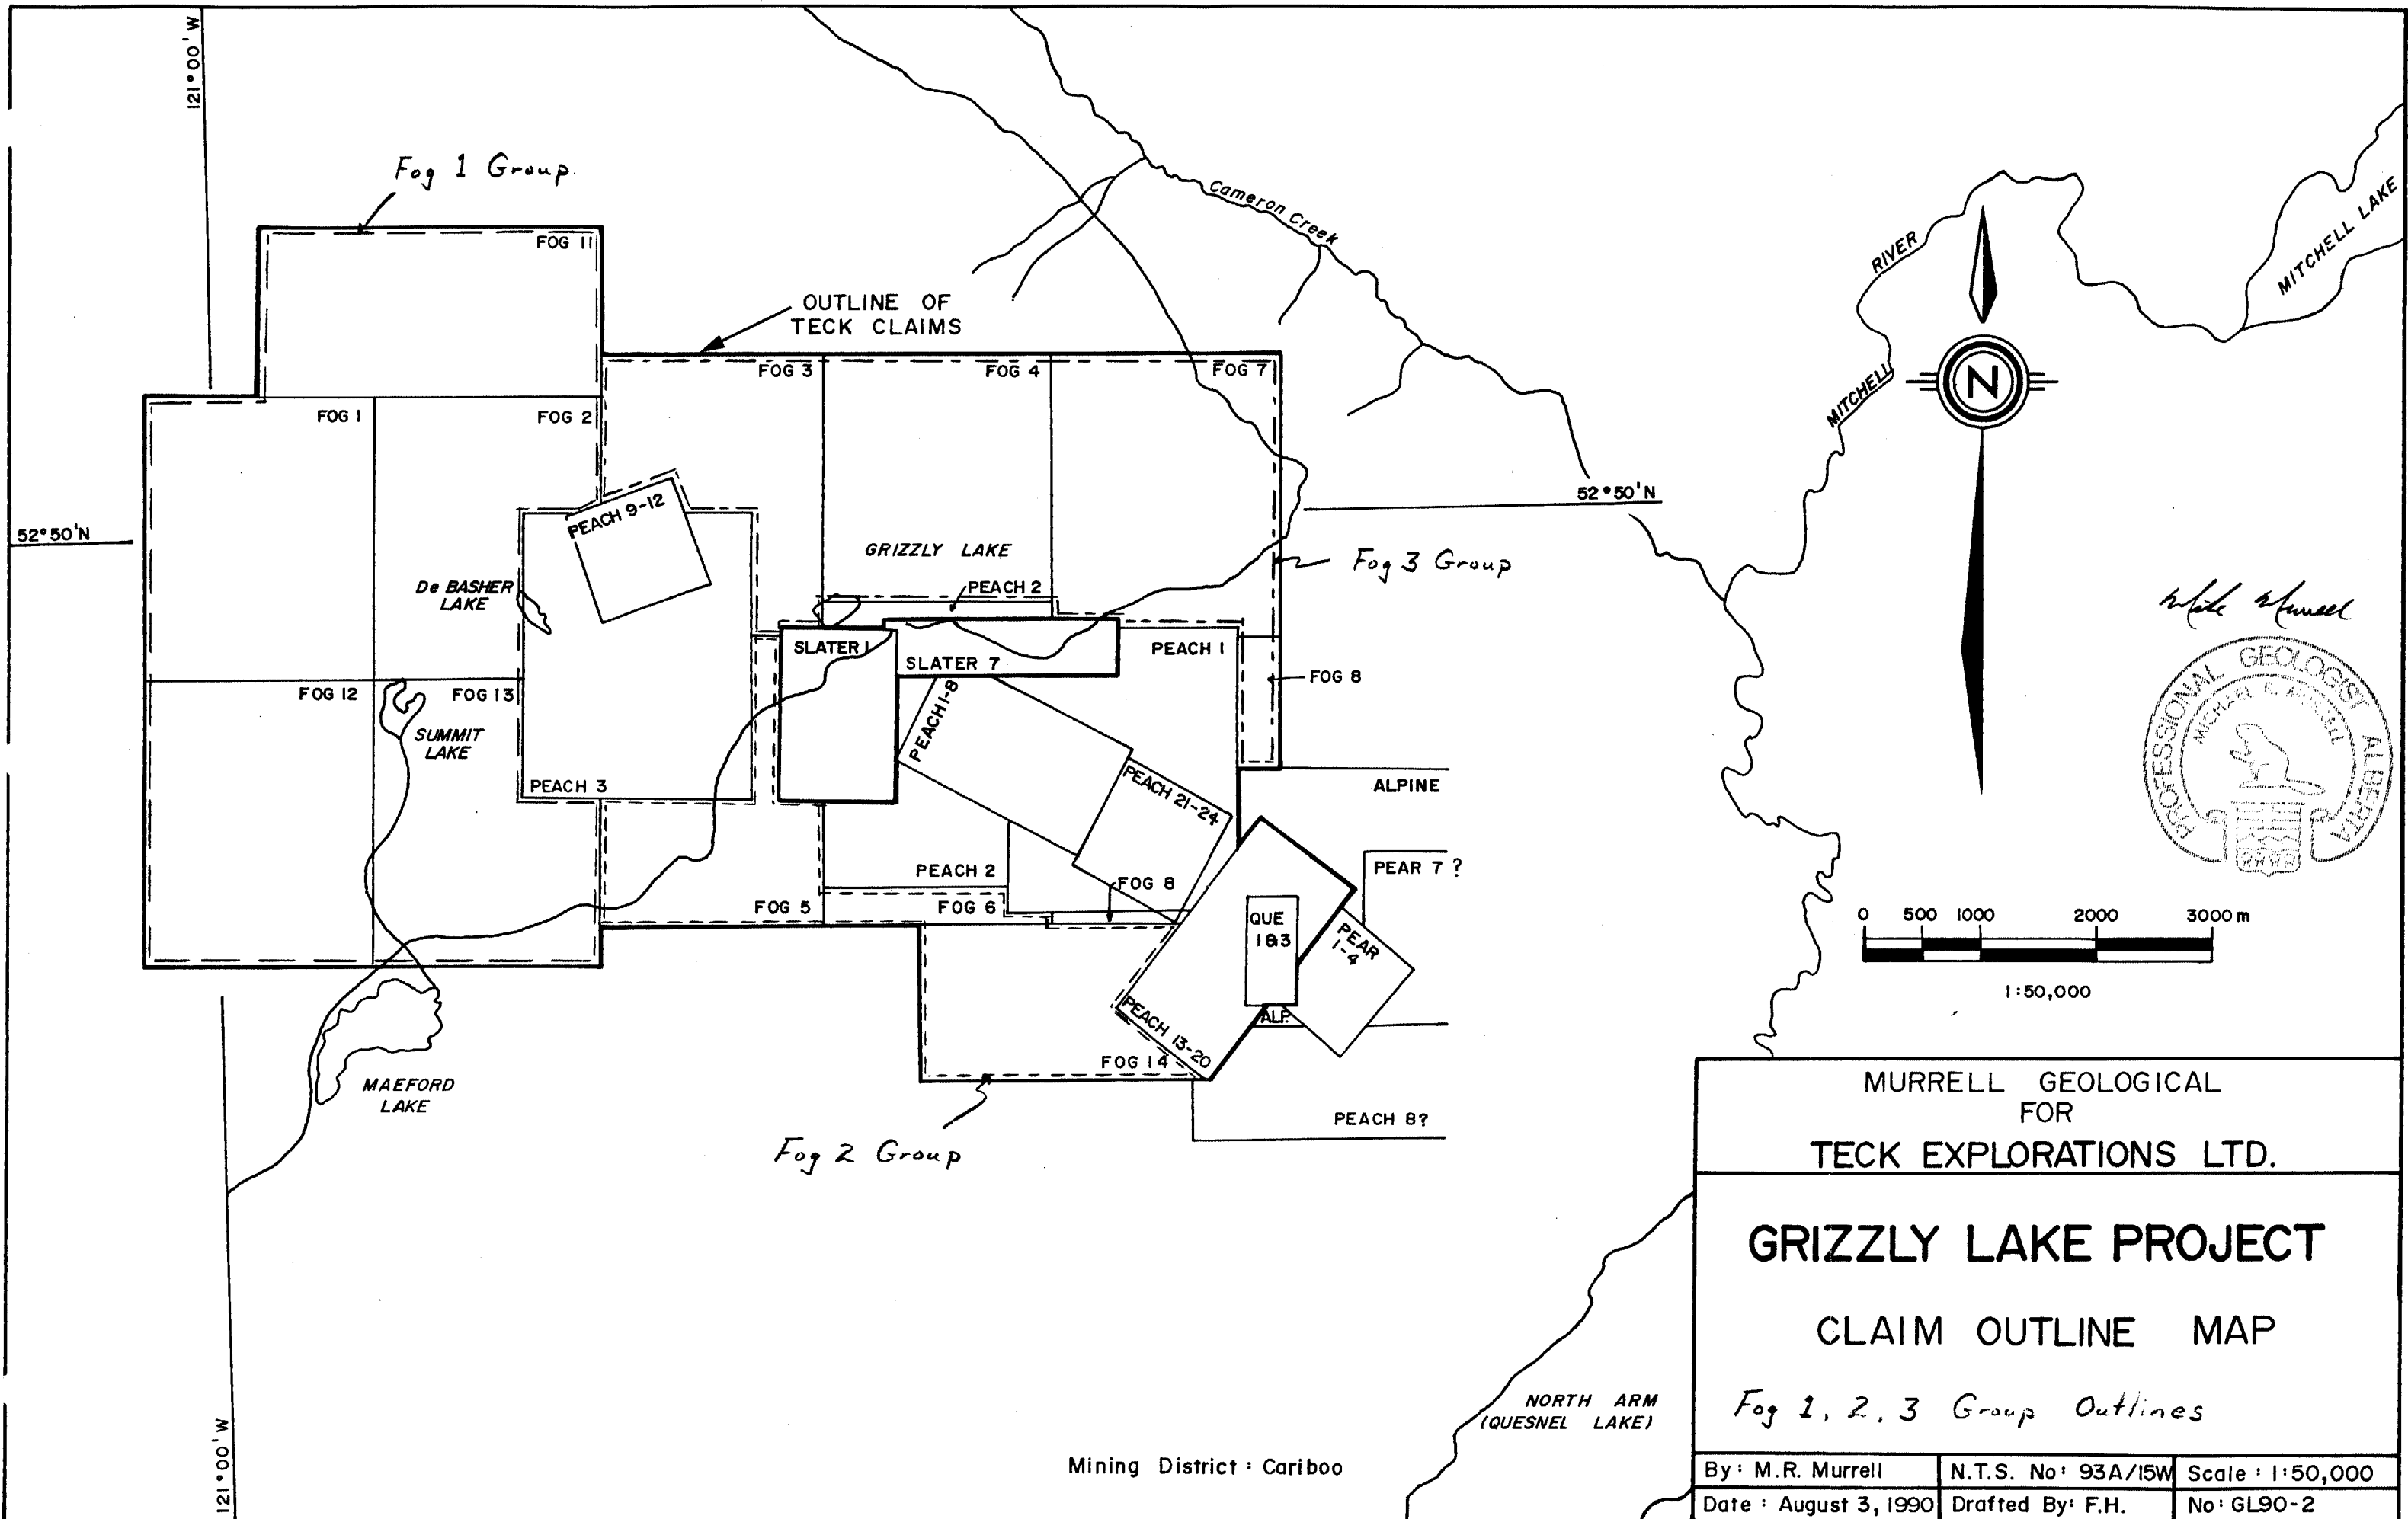 121°00'W
Fog 1 Group
Cameron Creek
RIVER
MITCHELL LAKE
FOG 11
OUTLINE OF
TECK CLAIMS
FOG 3
FOG 4
FOG 7
MITCHELL
N
FOG 1
FOG 2
PEACH 9-12
52°50'N
52°50'N
GRIZZLY LAKE
Fog 3 Group
De BASHER
LAKE
PEACH 2
SLATER 1
SLATER 7
PEACH 1
FOG 8
FOG 12
FOG 13
PEACH 1-8
SUMMIT
LAKE
PEACH 3
PEACH 21-24
ALPINE
PROFESSIONAL GEOLOGIST ALBERTA
PEACH 2
FOG 8
PEAR 7 ?
FOG 5
FOG 6
QUE
1&3
PEAR
1-4
0 500 1000 2000 3000 m
1:50,000
PEACH 13-20
ALP.
FOG 14
MAEFORD
LAKE
PEACH 8?
Fog 2 Group
MURRELL GEOLOGICAL
FOR
TECK EXPLORATIONS LTD.
GRIZZLY LAKE PROJECT
CLAIM OUTLINE MAP
Fog 1, 2, 3 Group Outlines
NORTH ARM
(QUESNEL LAKE)
121°00'W
Mining District : Cariboo
By: M.R. Murrell
N.T.S. No: 93A/15W
Scale : 1:50,000
Date : August 3, 1990
Drafted By: F.H.
No: GL90-2